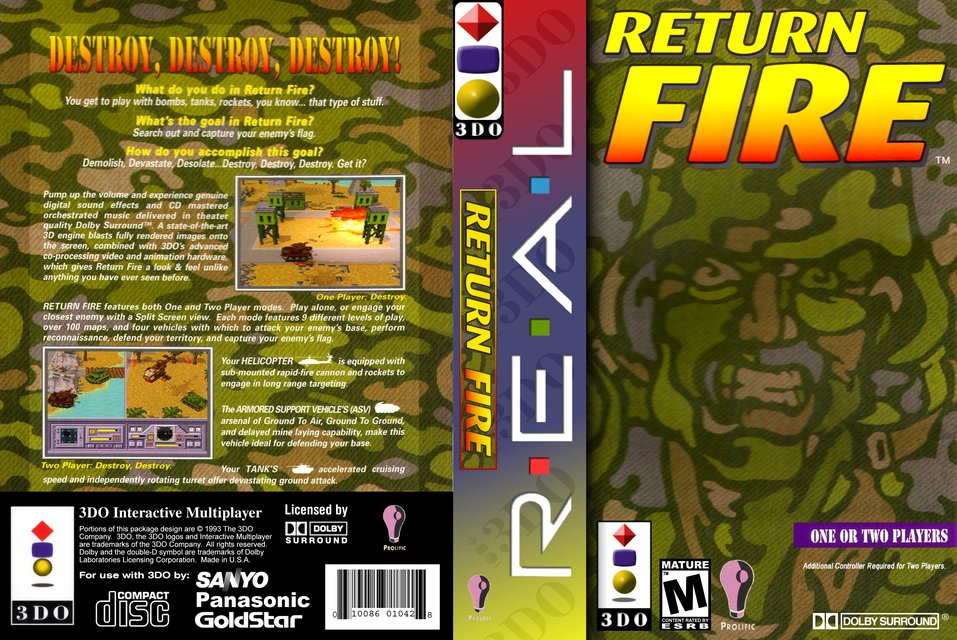 DESTROY, DESTROY, DESTROY!
What do you do in Return Fire?
You get to play with bombs, tanks, rockets, you know... that type of stuff.
What's the goal in Return Fire?
Search out and capture your enemy's flag.
How do you accomplish this goal?
Demolish, Devastate, Desolate...Destroy, Destroy, Destroy. Get it?
Pump up the volume and experience genuine
digital sound effects and CD mastered
orchestrated music delivered in theater
quality Dolby Surround™. A state-of-the-art
3D engine blasts fully rendered images onto
the screen, combined with 3DO's advanced
co-processing video and animation hardware,
which gives Return Fire a look & feel unlike
anything you have ever seen before.
One Player: Destroy.
RETURN FIRE features both One and Two Player modes. Play alone, or engage your
closest enemy with a Split Screen view. Each mode features 9 different levels of play,
over 100 maps, and four vehicles with which to attack your enemy's base, perform
reconnaissance, defend your territory, and capture your enemy's flag.
Your HELICOPTER is equipped with
sub-mounted rapid-fire cannon and rockets to
engage in long range targeting.
The ARMORED SUPPORT VEHICLE'S (ASV)
arsenal of Ground To Air, Ground To Ground,
and delayed mine laying capability, make this
vehicle ideal for defending your base.
Two Player: Destroy, Destroy.
Your TANK'S accelerated cruising
speed and independently rotating turret offer devastating ground attack.
3DO
3DO Interactive Multiplayer
Portions of this package design are © 1993 The 3DO
Company. 3DO, the 3DO logos and Interactive Multiplayer
are trademarks of the 3DO Company. All rights reserved.
Dolby and the double-D symbol are trademarks of Dolby
Laboratories Licensing Corporation. Made in U.S.A.
Licensed by
DOLBY
SURROUND
PROLIFIC
For use with 3DO by:
COMPACT
disc
SANYO
Panasonic
GoldStar
0 10086 01042 8
3DO
RETURN FIRE
R·E·A·L
PROLIFIC
RETURN
FIRE
TM
ONE OR TWO PLAYERS
Additional Controller Required for Two Players.
3DO
MATURE
TM
M
CONTENT RATED BY
ESRB
PROLIFIC
DOLBY SURROUND ®